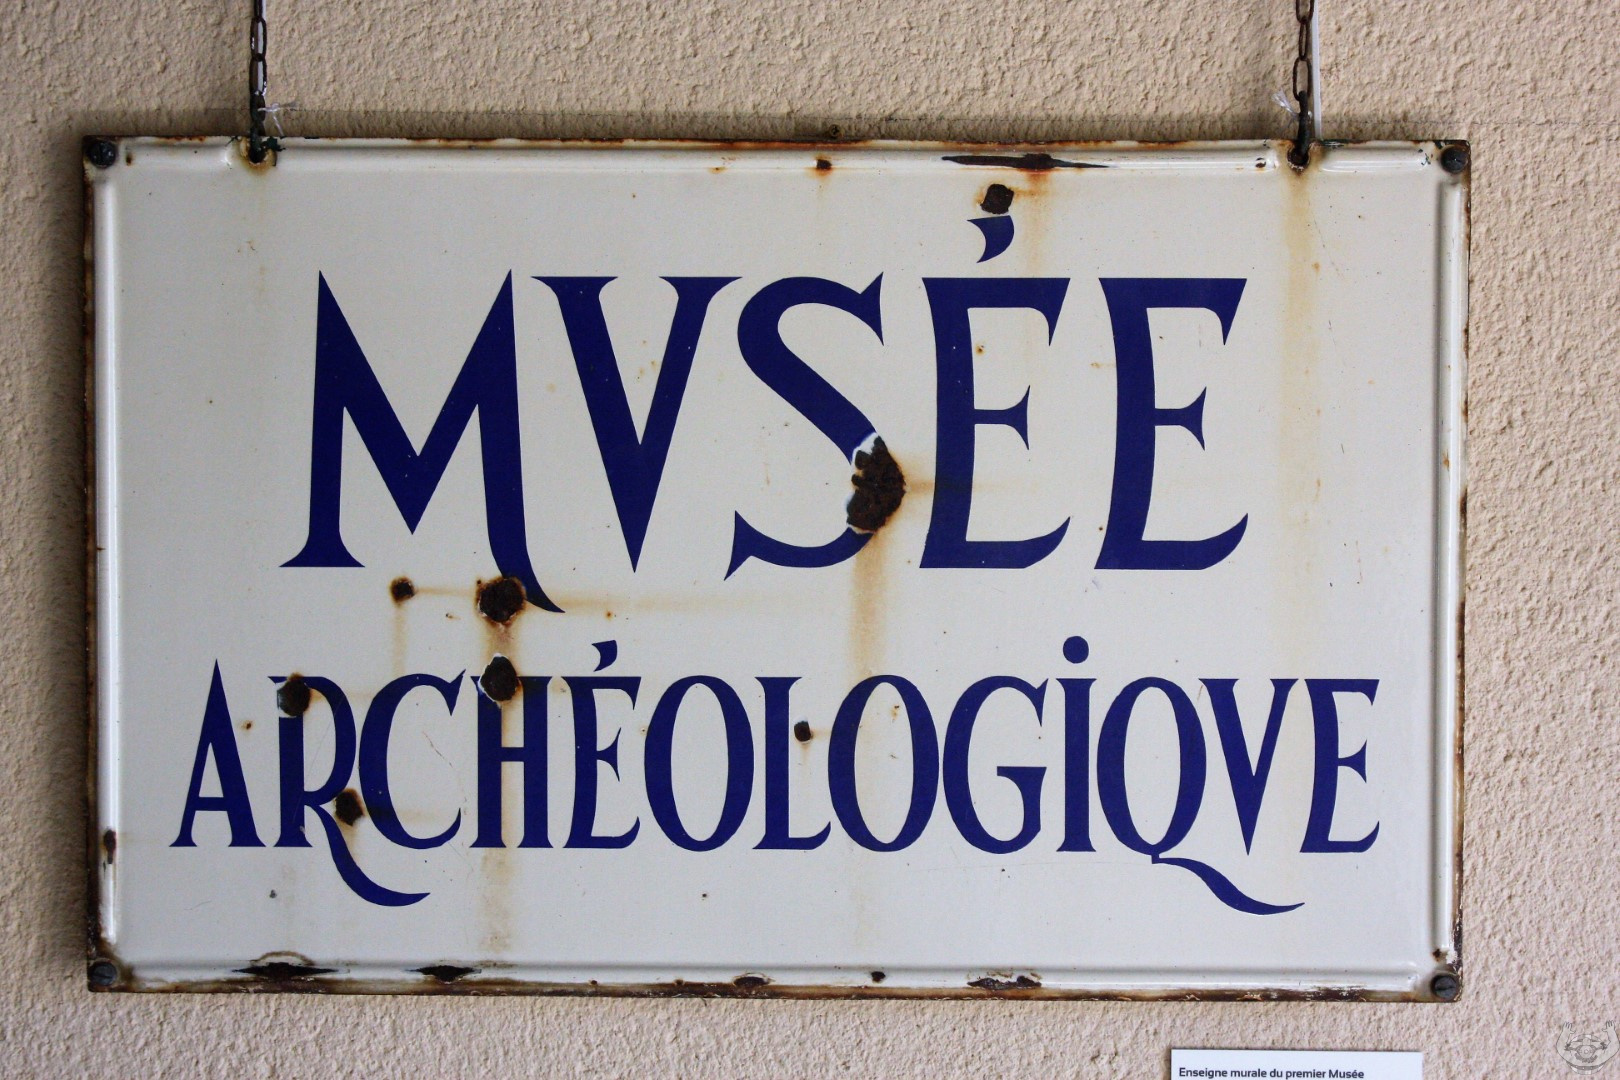 MVSÉE
ARCHÉOLOGIQVE
Enseigne murale du premier Musée